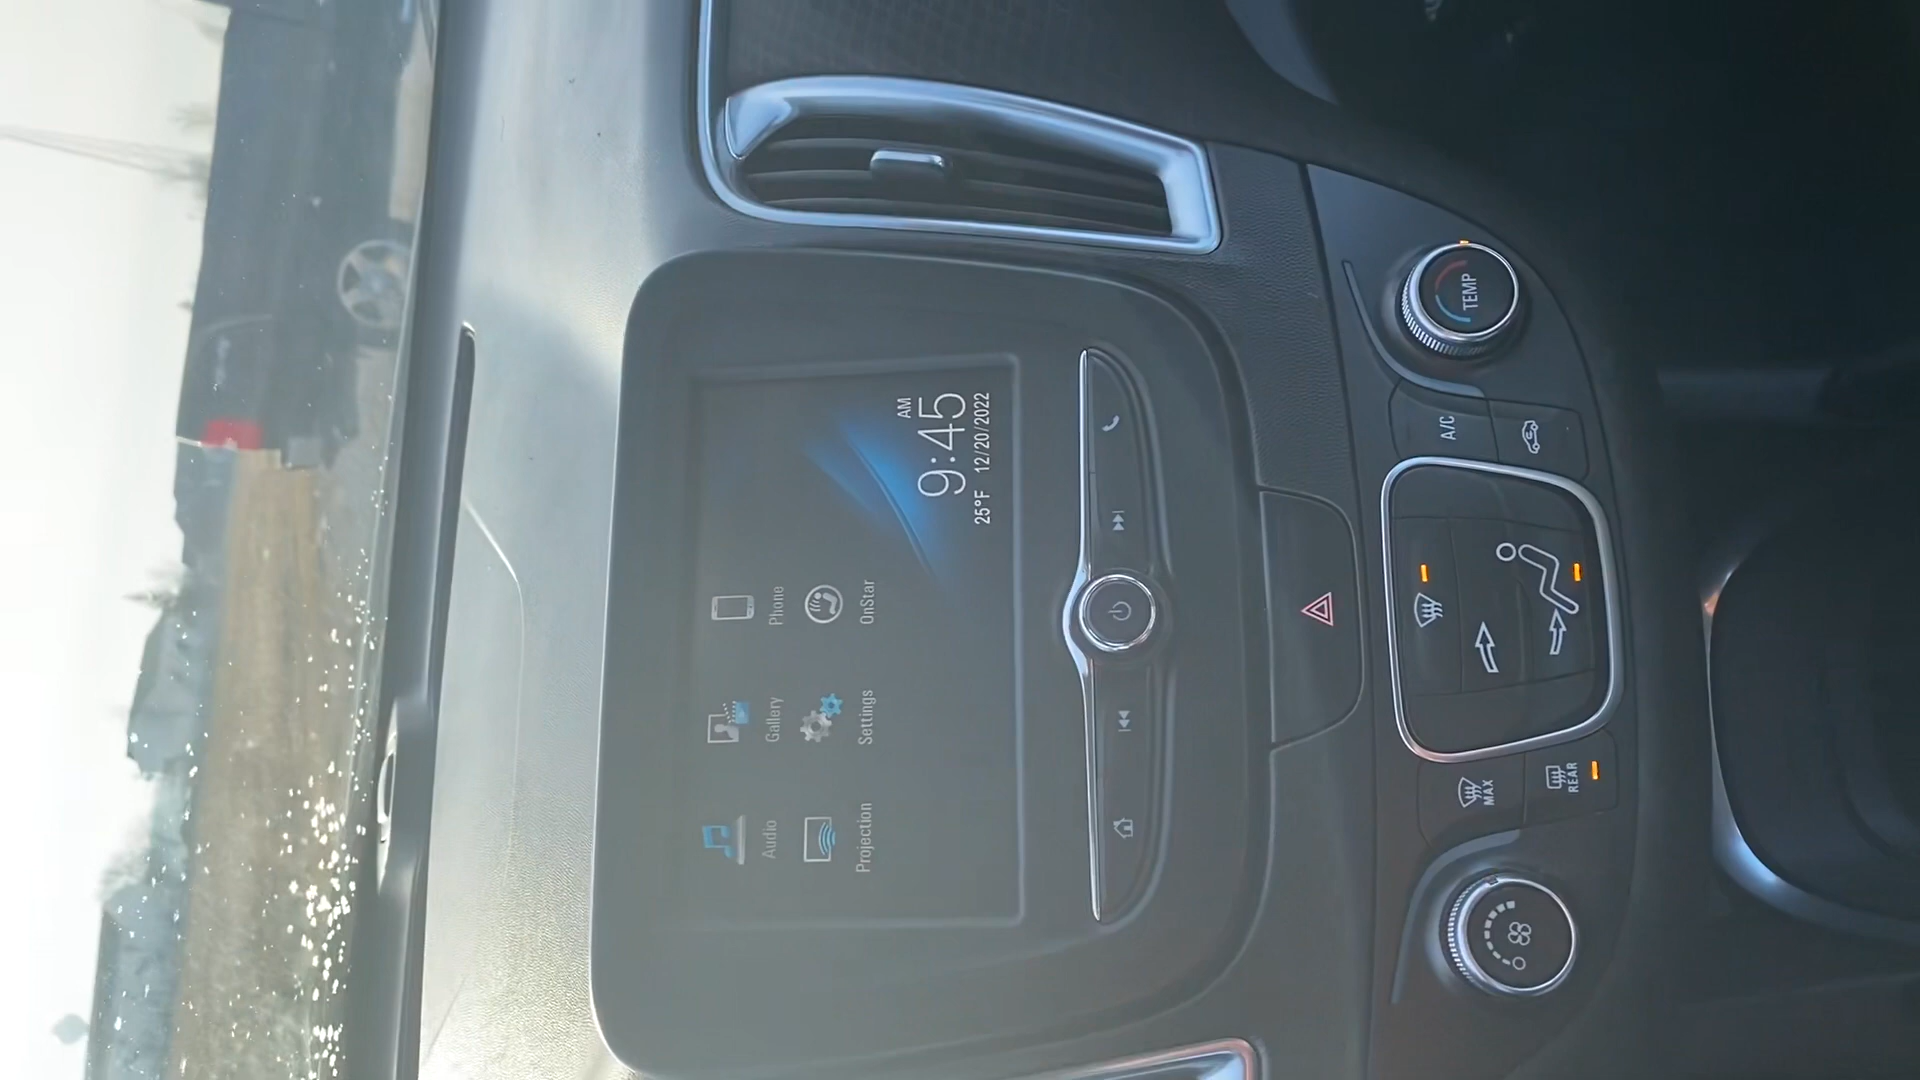 Audio
Gallery
Phone
Projection
Settings
OnStar
9:45 AM
25°F 12/20/2022
MAX
REAR
A/C
TEMP